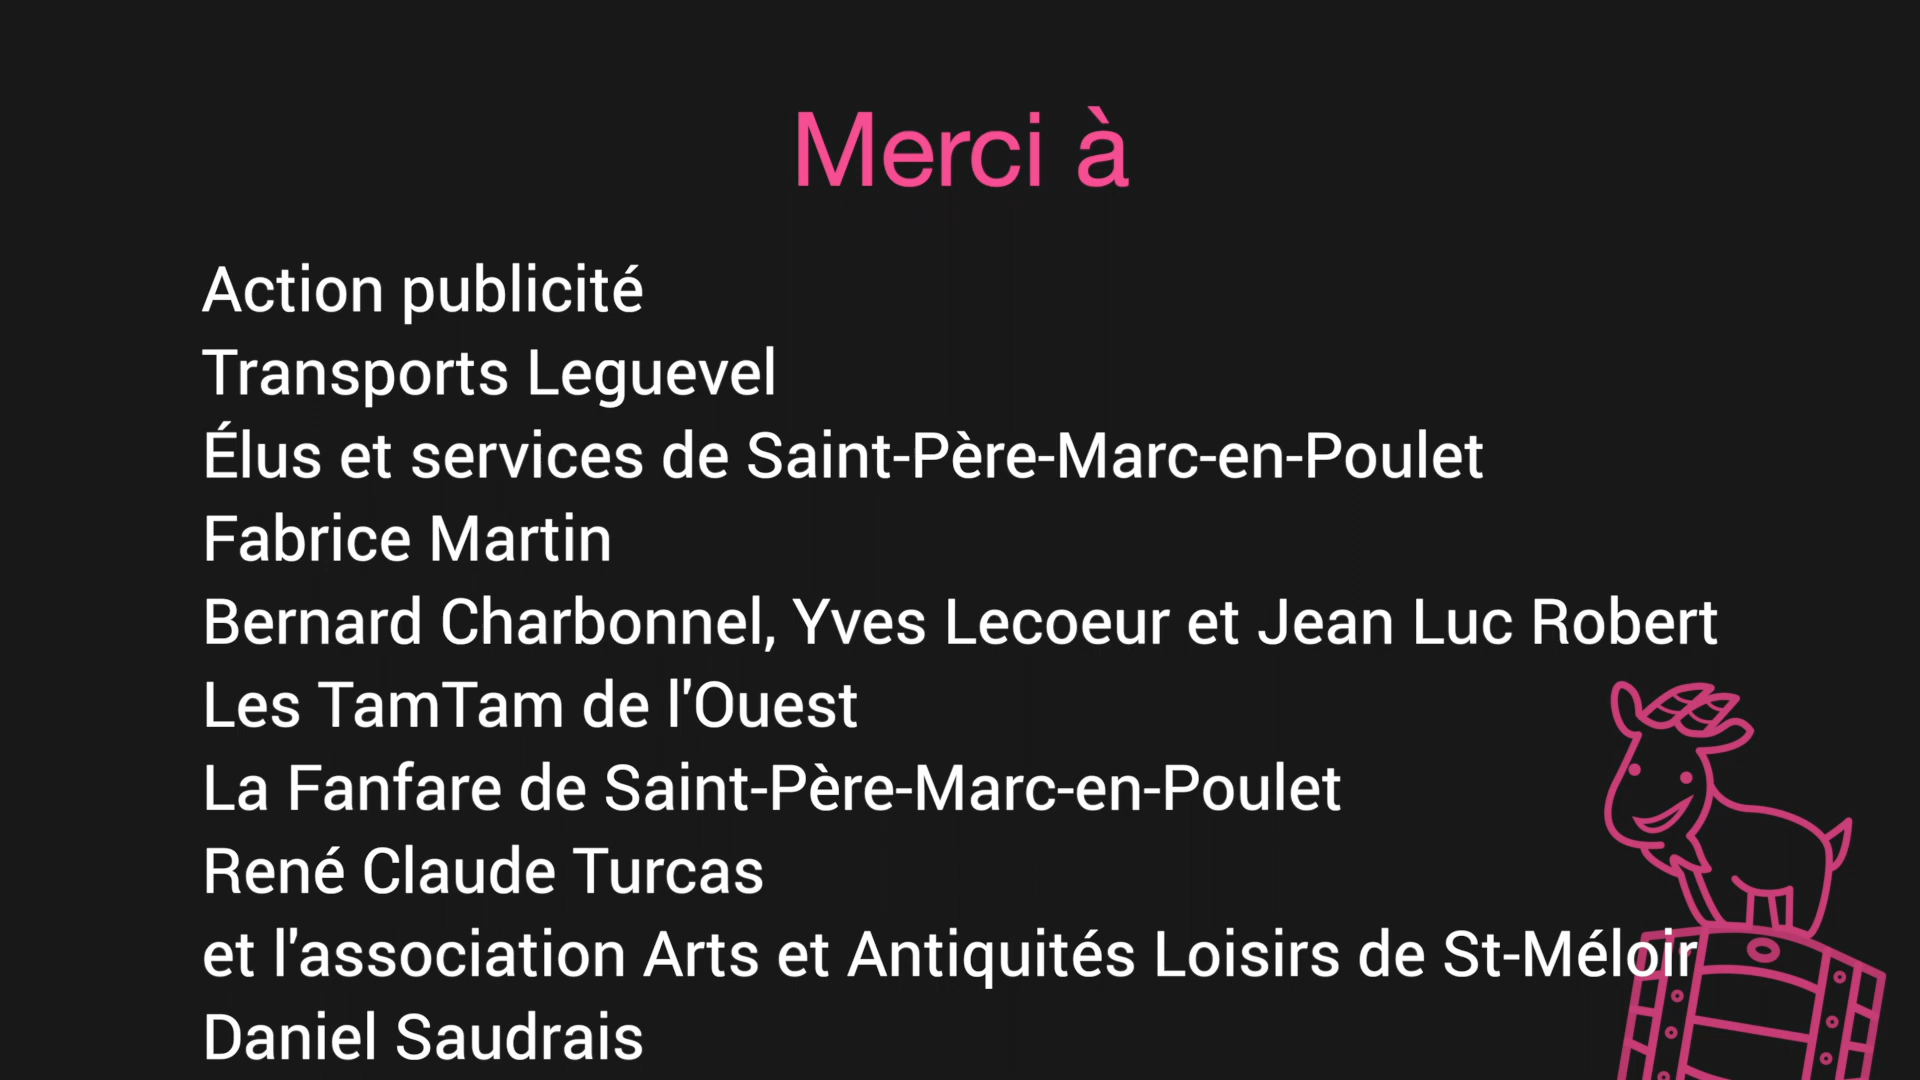 Merci à
Action publicité
Transports Leguevel
Élus et services de Saint-Père-Marc-en-Poulet
Fabrice Martin
Bernard Charbonnel, Yves Lecoeur et Jean Luc Robert
Les TamTam de l'Ouest
La Fanfare de Saint-Père-Marc-en-Poulet
René Claude Turcas
et l'association Arts et Antiquités Loisirs de St-Méloir
Daniel Saudrais